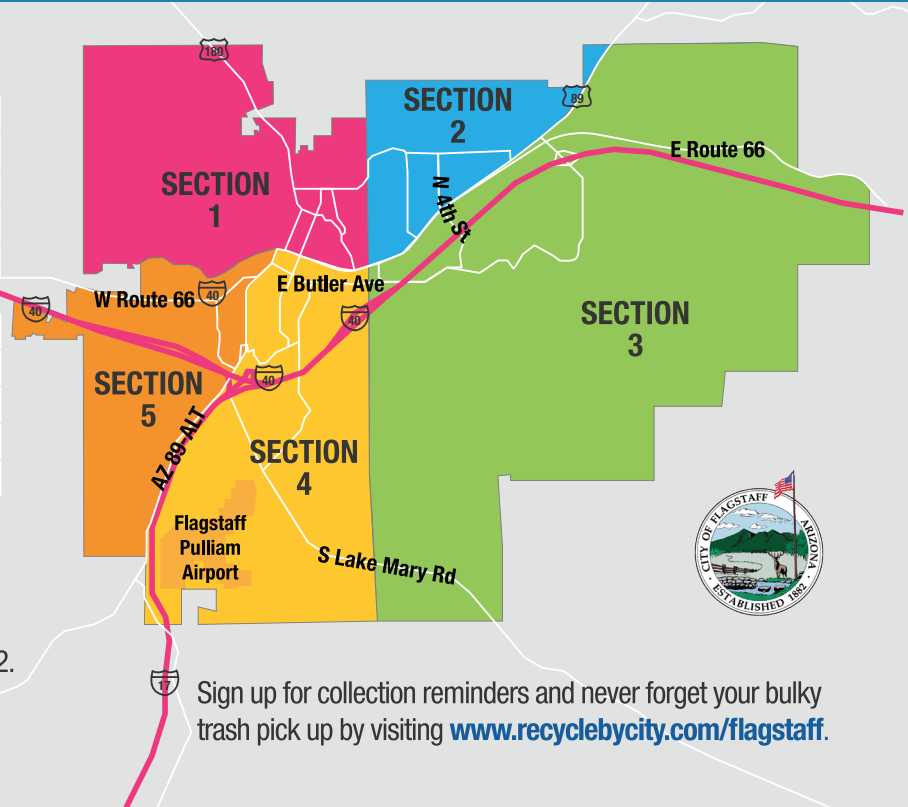 180
SECTION
1
SECTION
2
89
E Route 66
N 4th St
SECTION
3
E Butler Ave
W Route 66
40
40
40
40
SECTION
5
AZ 89-ALT
SECTION
4
Flagstaff
Pulliam
Airport
S Lake Mary Rd
CITY OF FLAGSTAFF
ARIZONA
· ESTABLISHED 1882 ·
2.
17
Sign up for collection reminders and never forget your bulky
trash pick up by visiting www.recyclebycity.com/flagstaff.